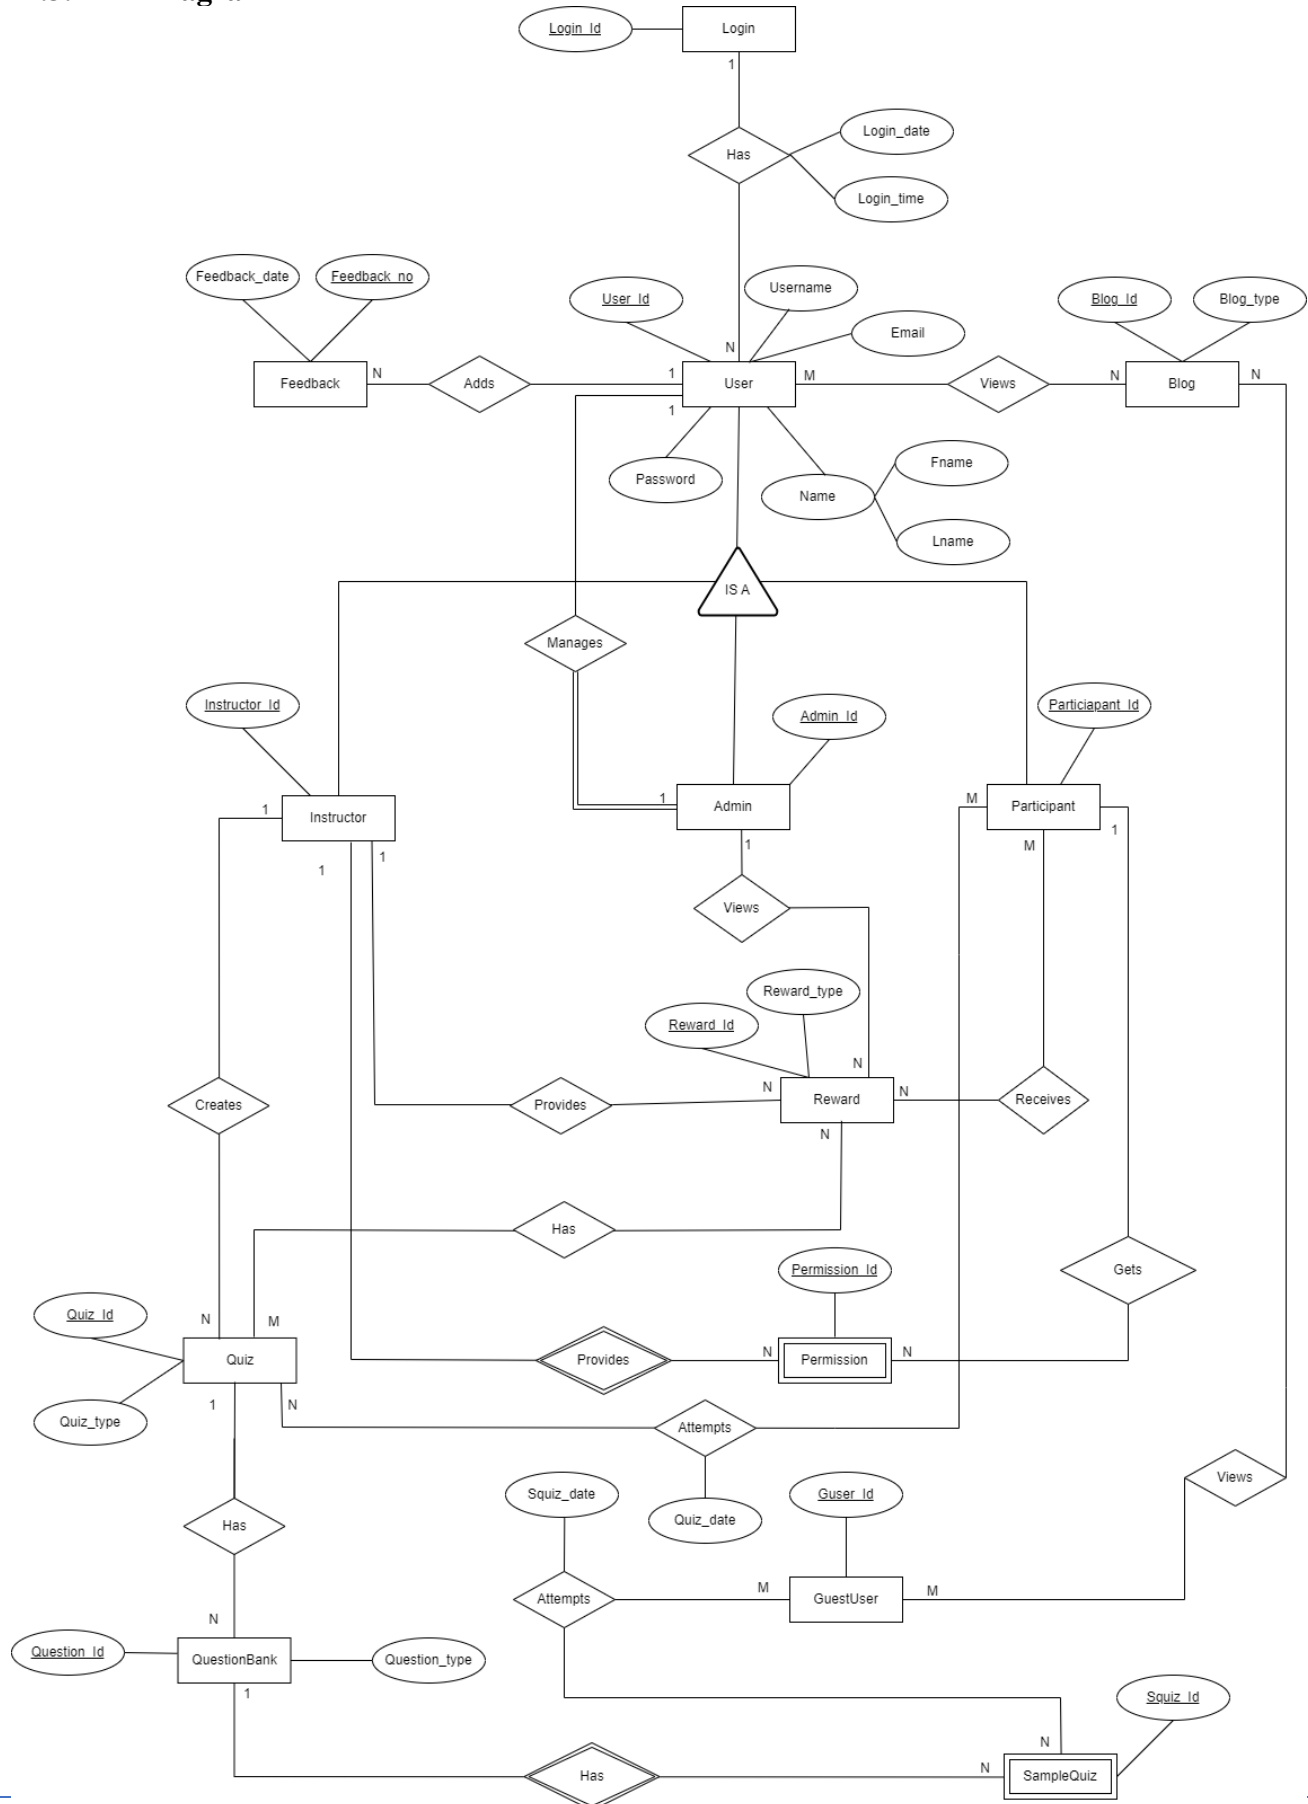 Login_Id
Login
1
Login_date
Has
Login_time
Feedback_date
Feedback_no
User_Id
Username
Blog_Id
Blog_type
Email
N
Feedback
N
Adds
1
User
M
Views
N
Blog
N
1
Password
Fname
Name
Lname
IS A
Manages
Instructor_Id
Admin_Id
Particiapant_Id
1
Instructor
1
Admin
M
Participant
1
1
1
1
M
Views
Reward_type
Reward_Id
N
Creates
Provides
N
Reward
N
Receives
N
Has
Permission_Id
Gets
Quiz_Id
N
M
Quiz
Provides
N
Permission
N
Quiz_type
1
N
Attempts
Views
Squiz_date
Guser_Id
Quiz_date
Has
Attempts
M
GuestUser
M
N
Question_Id
QuestionBank
Question_type
1
Squiz_Id
N
Has
N
SampleQuiz